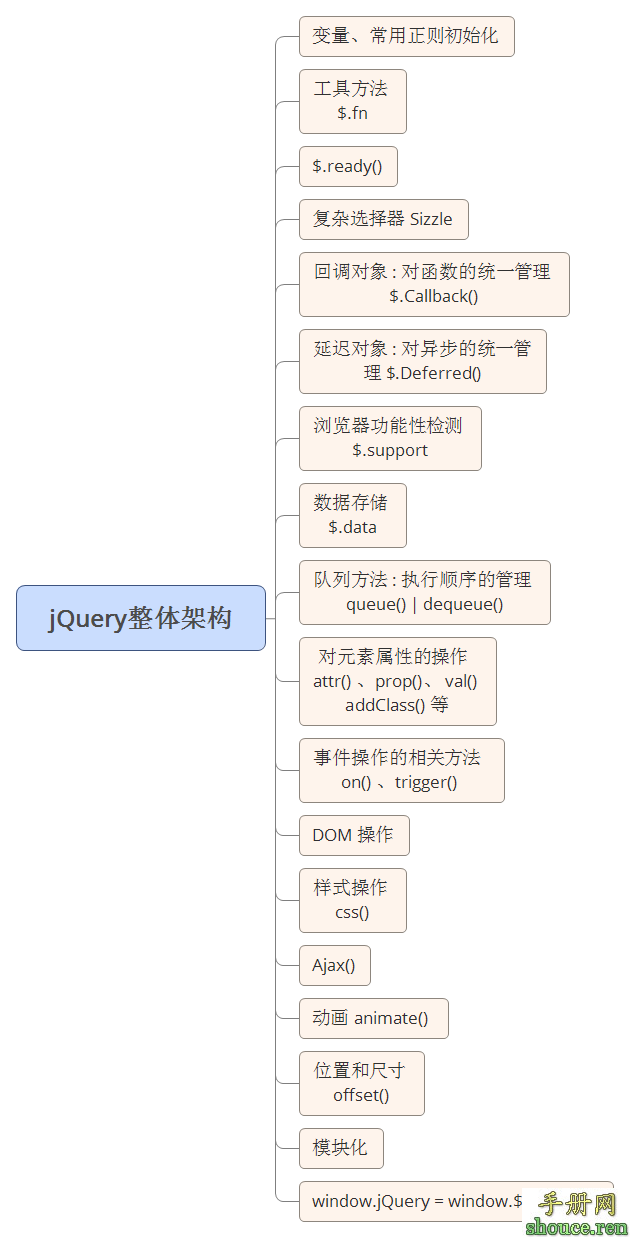 变量、常用正则初始化
工具方法
$.fn
$.ready()
复杂选择器 Sizzle
回调对象 : 对函数的统一管理
$.Callback()
延迟对象 : 对异步的统一管
理 $.Deferred()
浏览器功能性检测
$.support
数据存储
$.data
队列方法 : 执行顺序的管理
queue() | dequeue()
jQuery整体架构
对元素属性的操作
attr() 、prop()、 val()
addClass() 等
事件操作的相关方法
on() 、trigger()
DOM 操作
样式操作
css()
Ajax()
动画 animate()
位置和尺寸
offset()
模块化
window.jQuery = window.$
手册网
shouce.ren